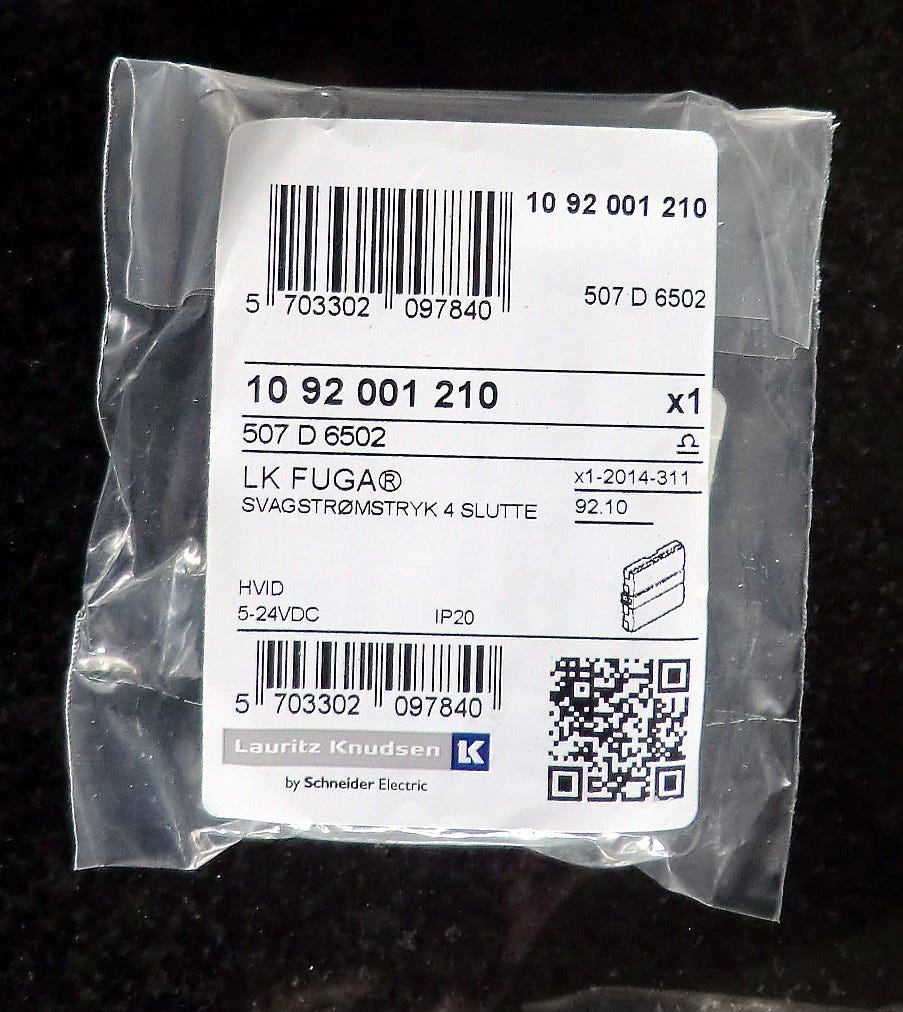 10 92 001 210
5 703302 097840
507 D 6502
10 92 001 210 x1
507 D 6502
LK FUGA® x1-2014-311
SVAGSTRØMSTRYK 4 SLUTTE 92.10
HVID
5-24VDC IP20
5 703302 097840
Lauritz Knudsen LK
by Schneider Electric